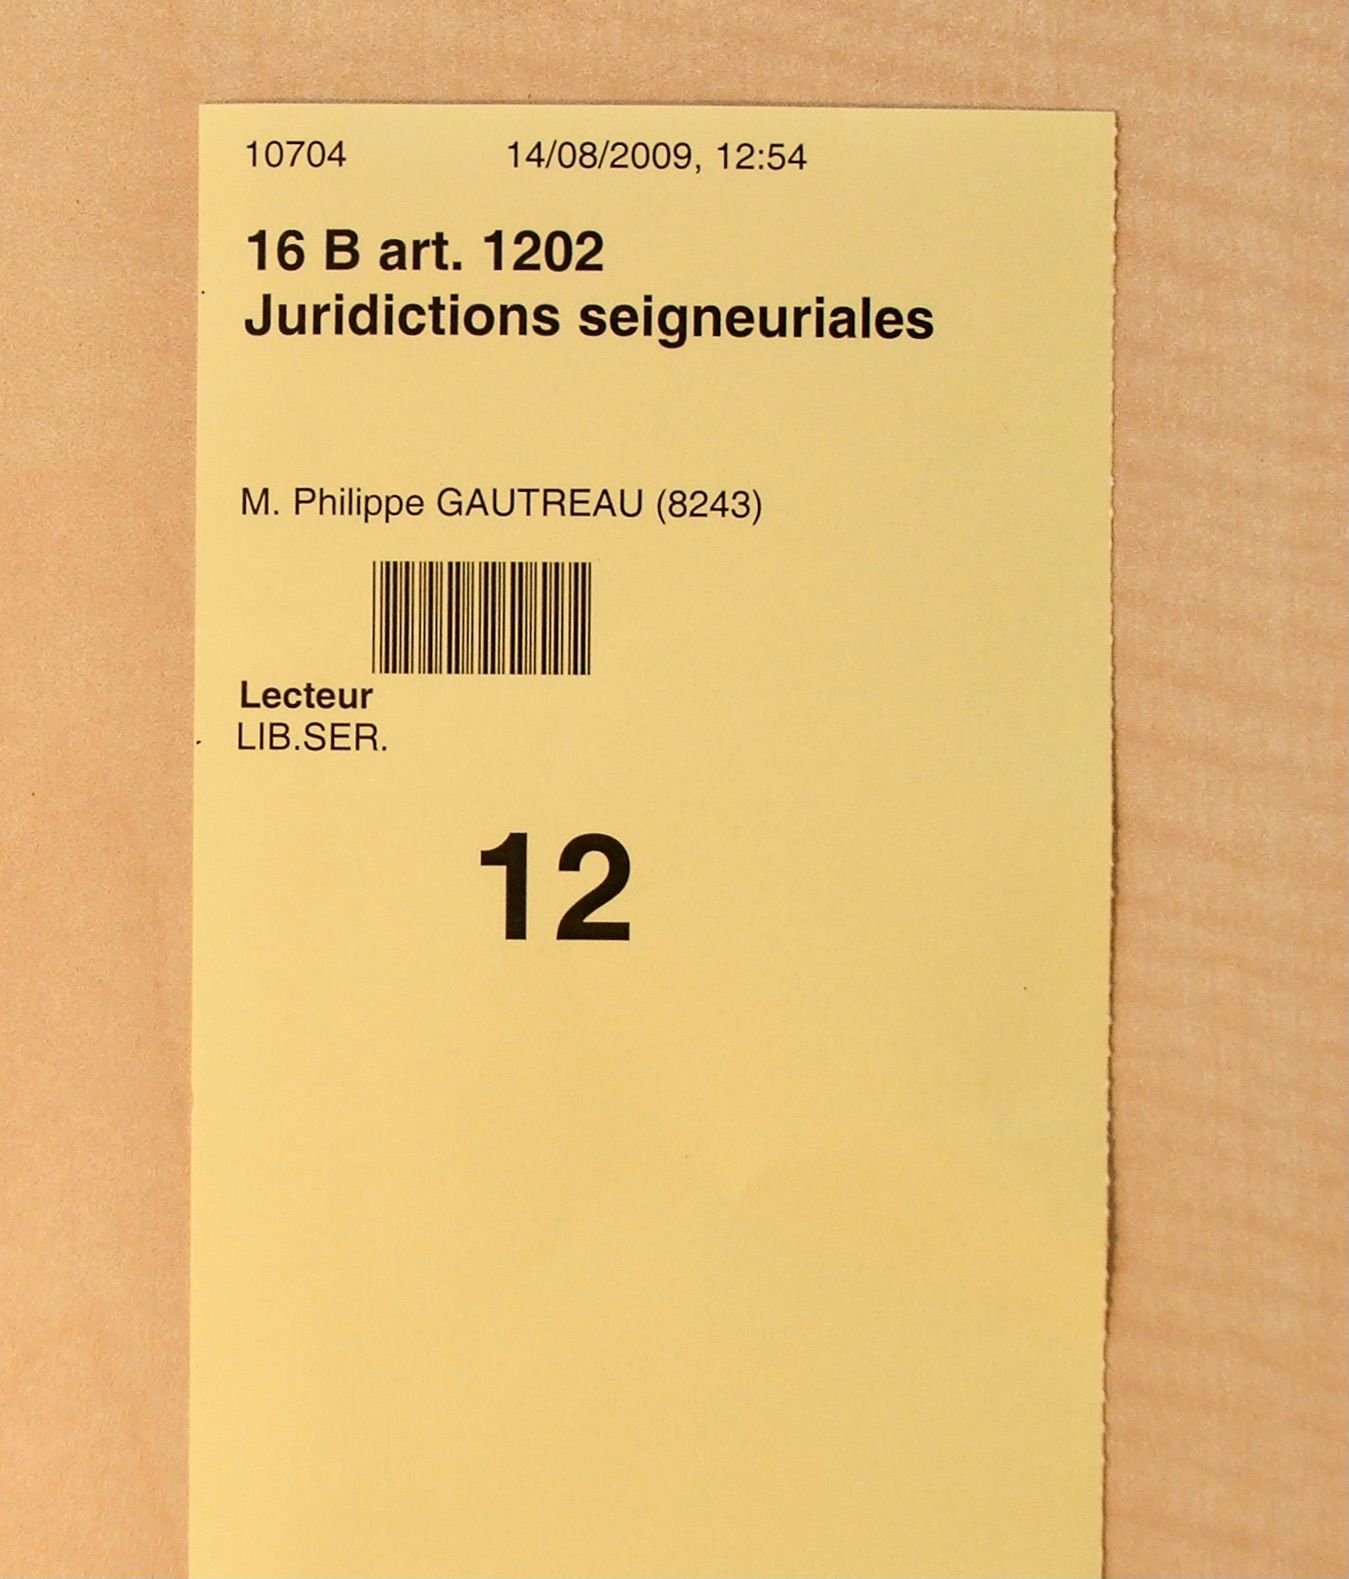 10704 14/08/2009, 12:54
16 B art. 1202
Juridictions seigneuriales
M. Philippe GAUTREAU (8243)
Lecteur
LIB.SER.
12